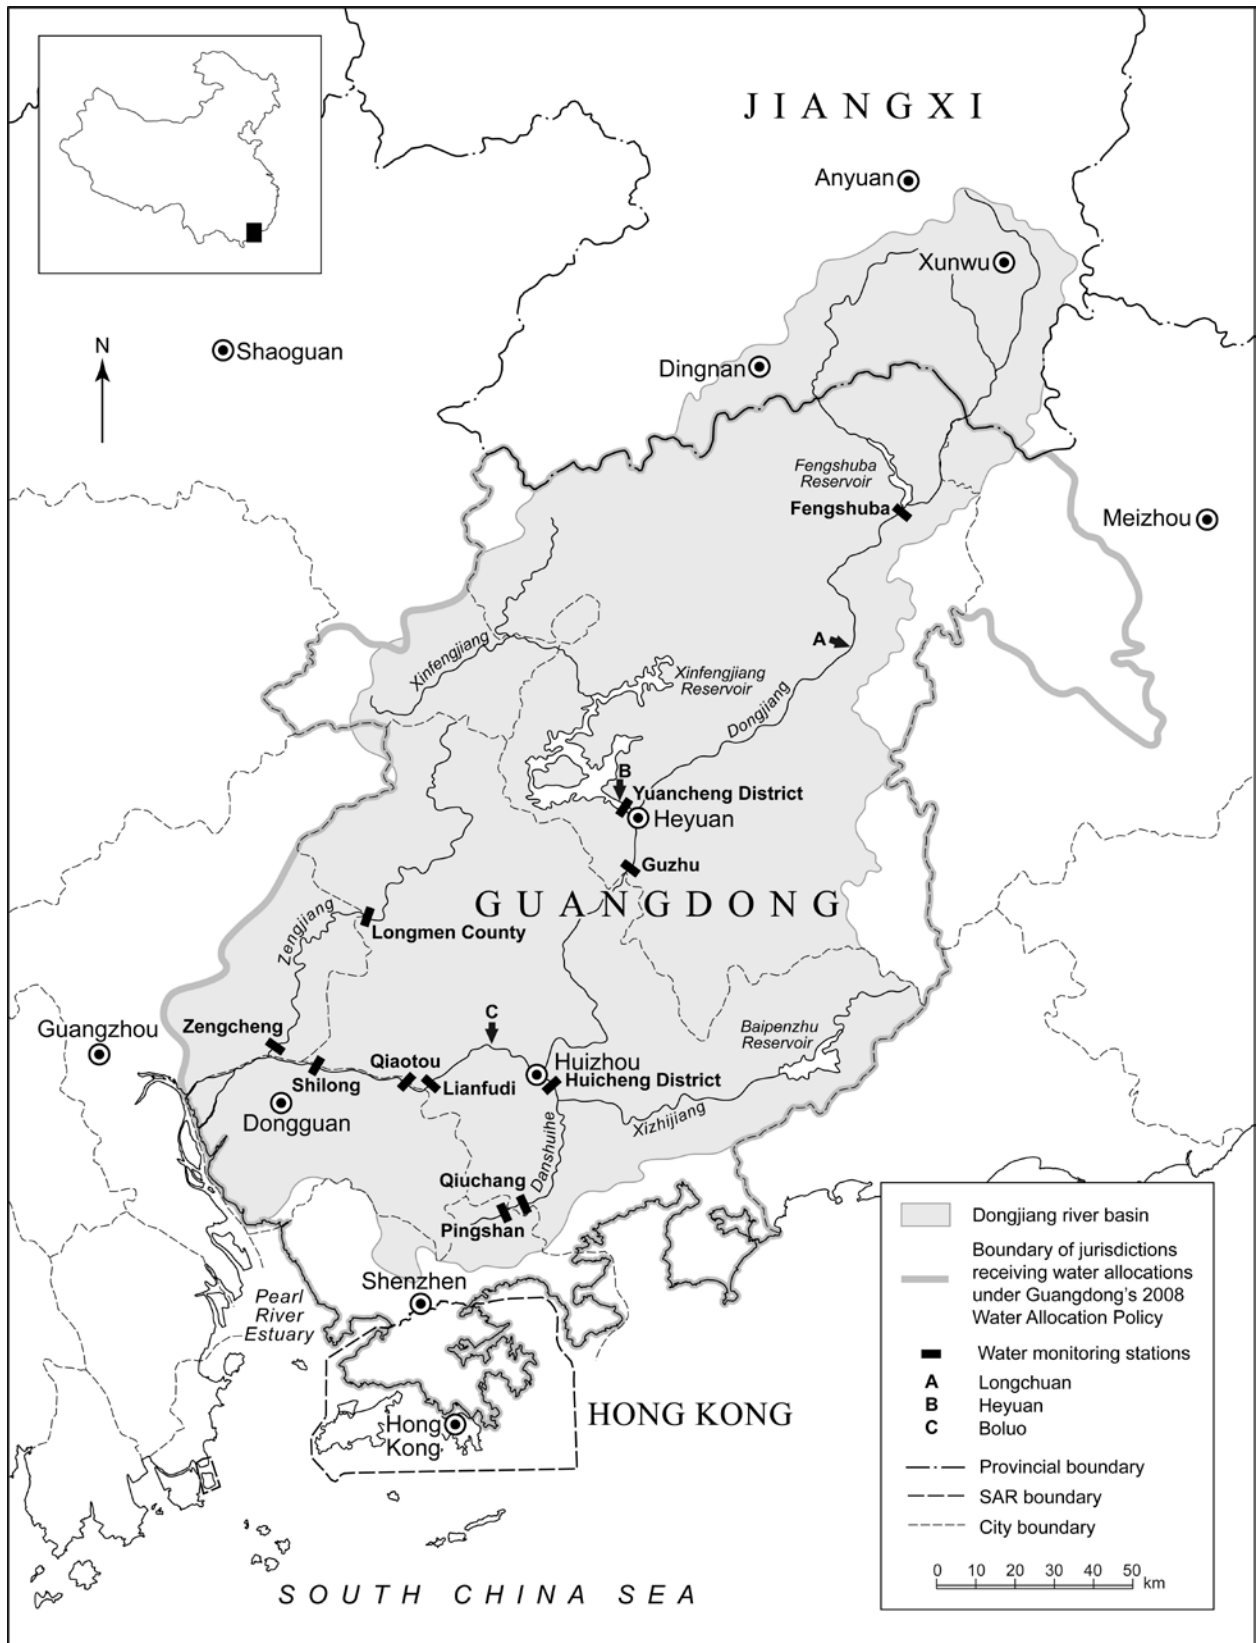 JIANGXI
Anyuan
Xunwu
N
Shaoguan
Dingnan
Fengshuba
Reservoir
Fengshuba
Meizhou
A
Xinfengjiang
Xinfengjiang
Reservoir
Dongjiang
B
Yuancheng District
Heyuan
Guzhu
GUANGDONG
Zengjiang
Longmen County
C
Zengcheng
Guangzhou
Baipenzhu
Reservoir
Qiaotou
Huizhou
Shilong
Lianfudi
Huicheng District
Dongguan
Xizhijiang
Danshuihe
Qiuchang
Pingshan
Shenzhen
Pearl
River
Estuary
HONG KONG
Hong
Kong
SOUTH CHINA SEA
Dongjiang river basin
Boundary of jurisdictions
receiving water allocations
under Guangdong's 2008
Water Allocation Policy
Water monitoring stations
A Longchuan
B Heyuan
C Boluo
Provincial boundary
SAR boundary
City boundary
0 10 20 30 40 50
km